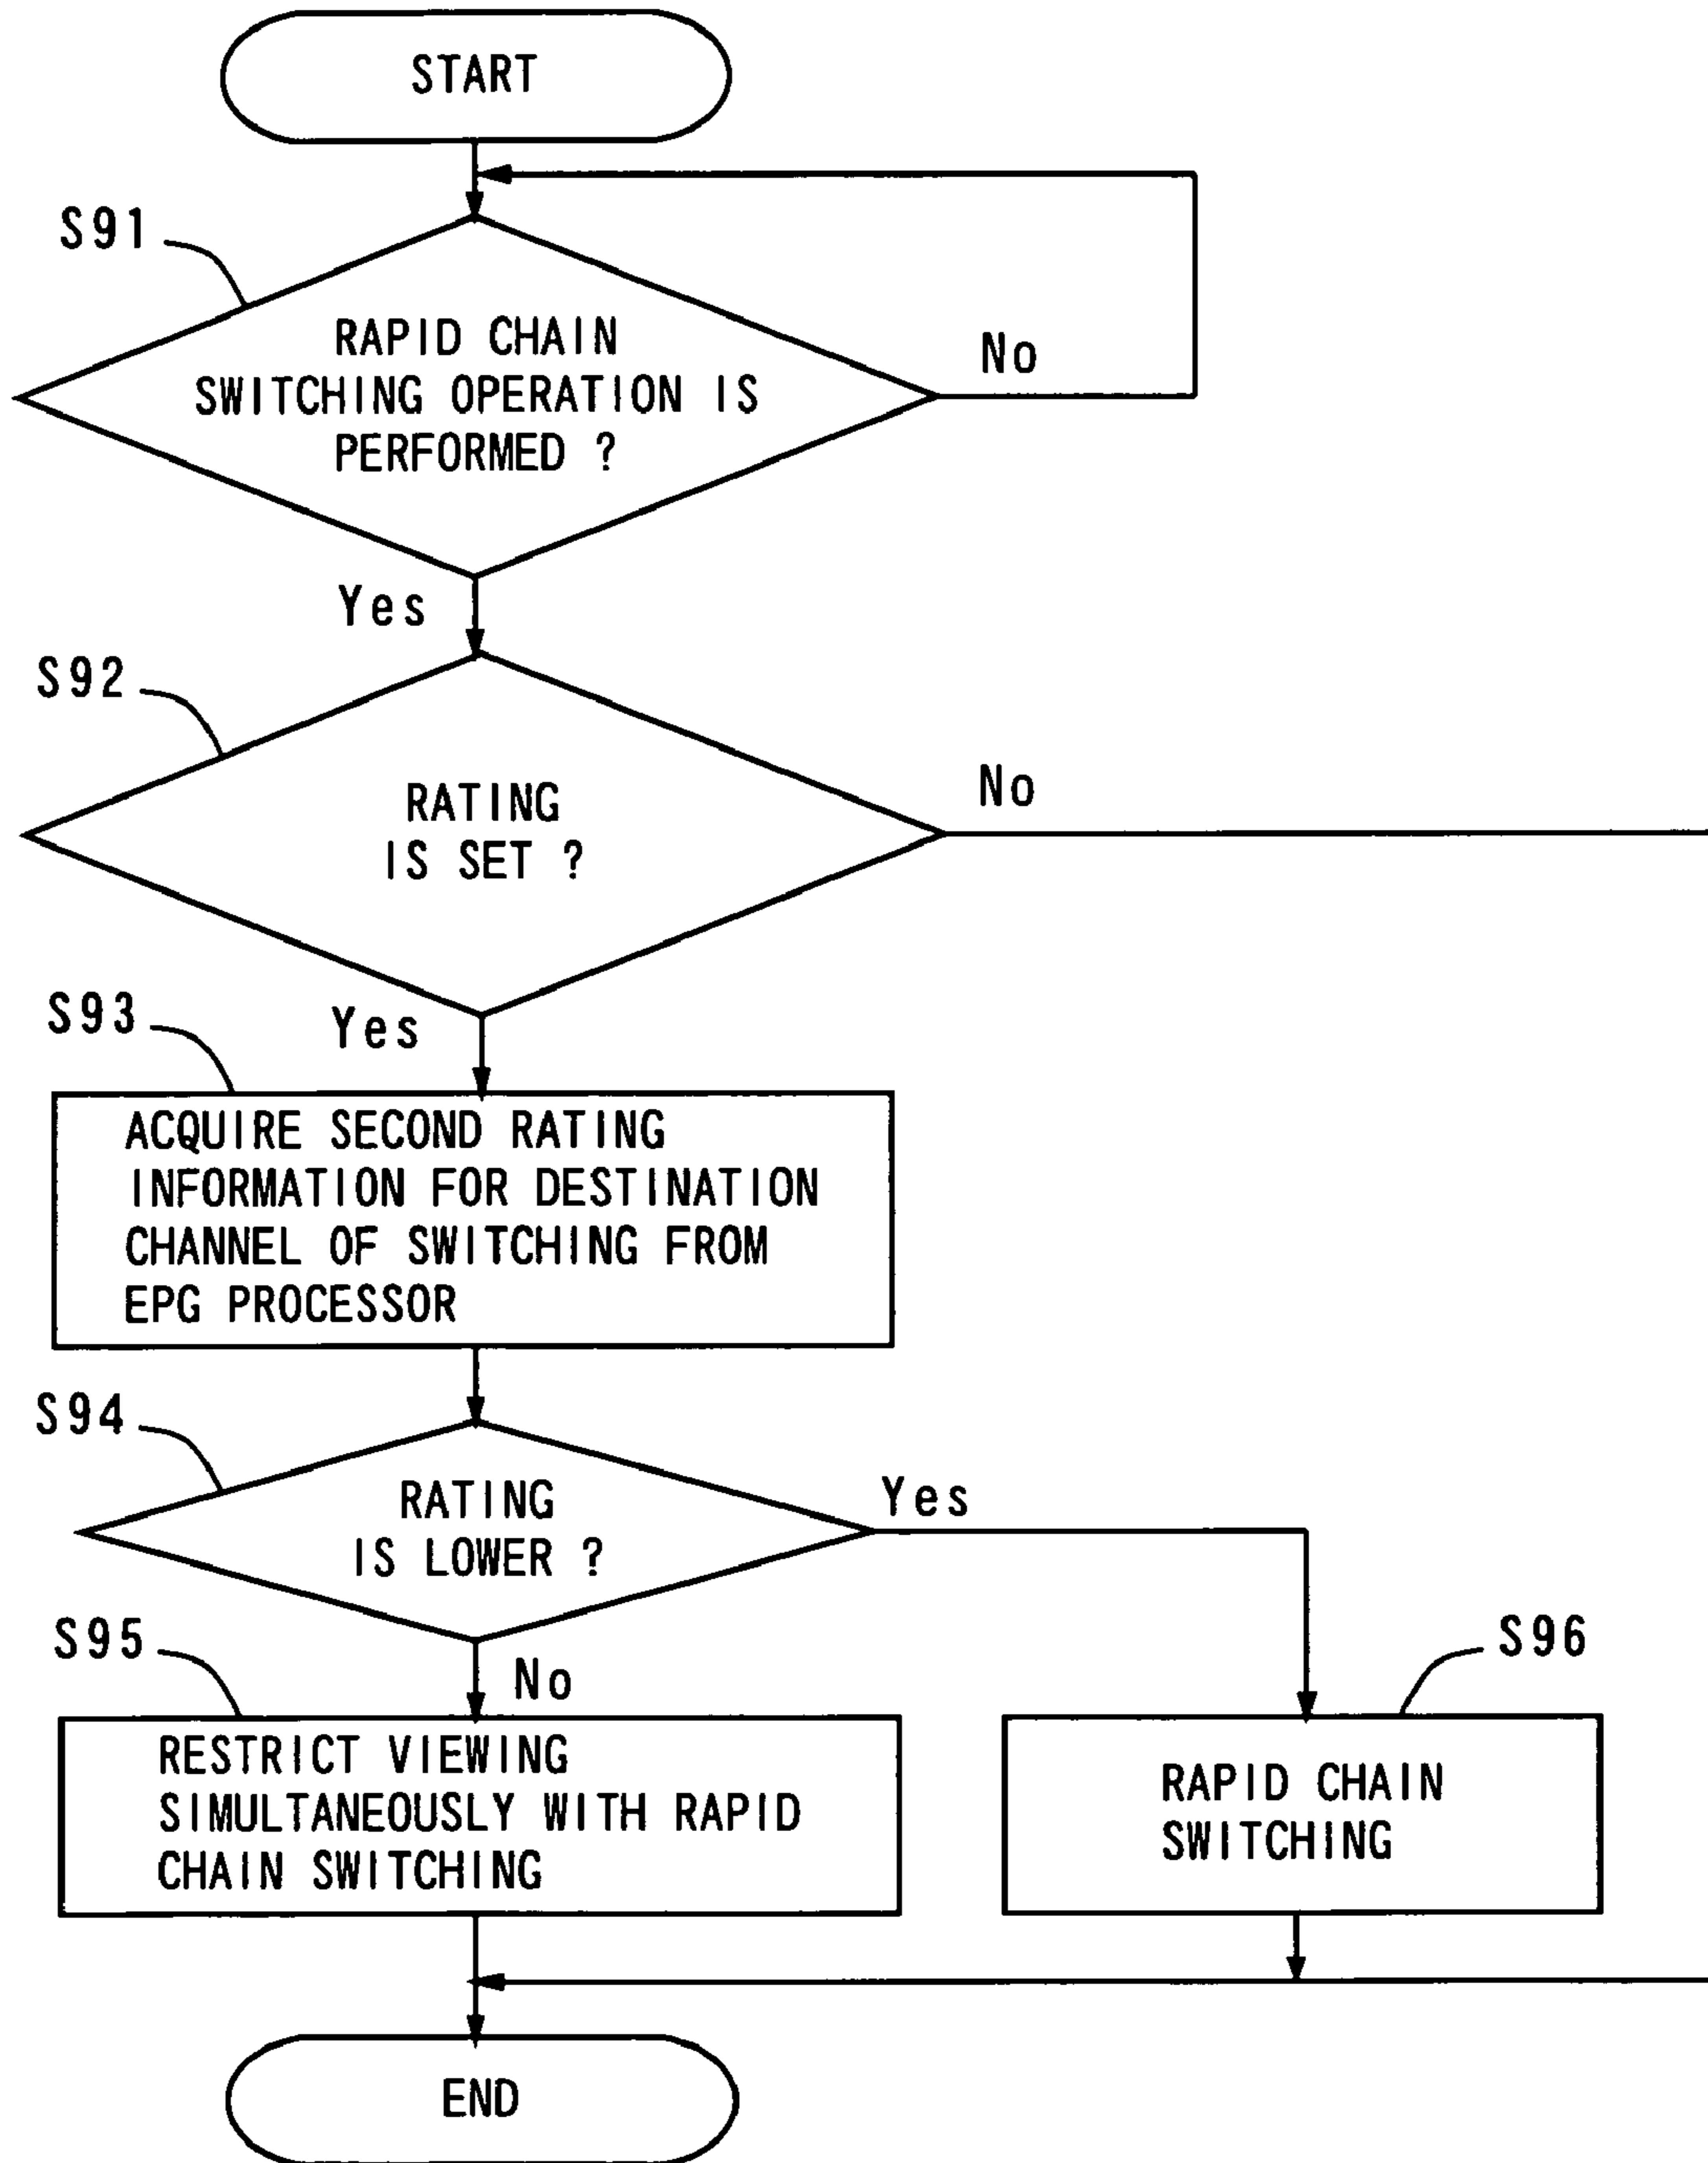 START
S91
RAPID CHAIN
SWITCHING OPERATION IS
PERFORMED ?
No
Yes
S92
RATING
IS SET ?
No
Yes
S93
ACQUIRE SECOND RATING
INFORMATION FOR DESTINATION
CHANNEL OF SWITCHING FROM
EPG PROCESSOR
S94
RATING
IS LOWER ?
Yes
No
S95
RESTRICT VIEWING
SIMULTANEOUSLY WITH RAPID
CHAIN SWITCHING
S96
RAPID CHAIN
SWITCHING
END